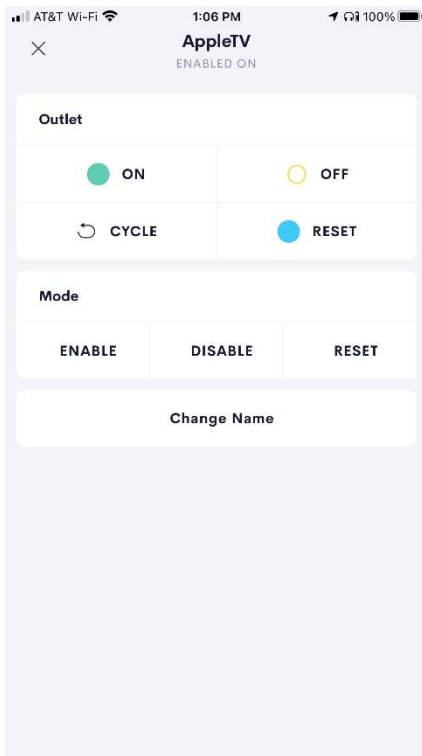 AT&T Wi-Fi 1:06 PM 100%
AppleTV
ENABLED ON
Outlet
ON OFF
CYCLE RESET
Mode
ENABLE DISABLE RESET
Change Name